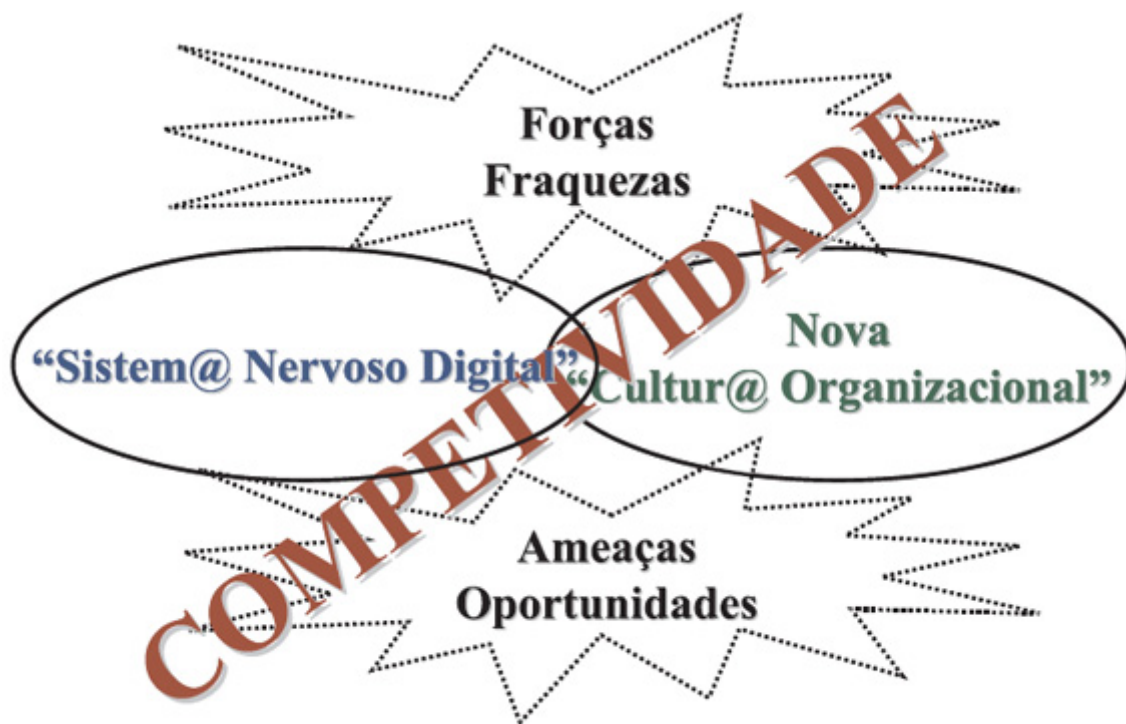 Forças
Fraquezas
COMPETIVIDADE
“Sistem@ Nervoso Digital”
Nova
“Cultur@ Organizacional”
Ameaças
Oportunidades